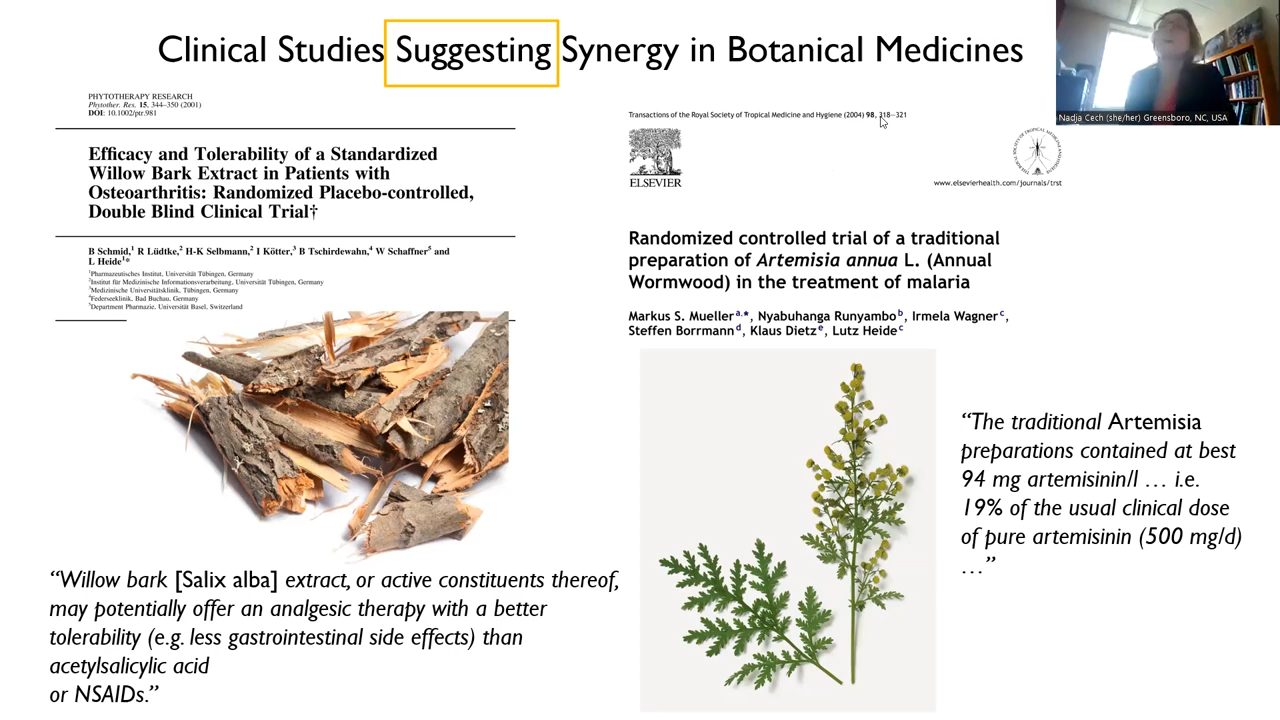 Clinical Studies Suggesting Synergy in Botanical Medicines
Nadja Cech (she/her) Greensboro, NC, USA
PHYTOTHERAPY RESEARCH
Phytother. Res. 15, 344–350 (2001)
DOI: 10.1002/ptr.981
Efficacy and Tolerability of a Standardized
Willow Bark Extract in Patients with
Osteoarthritis: Randomized Placebo-controlled,
Double Blind Clinical Trial†
B Schmid,1 R Lüdtke,2 H-K Selbmann,2 I Kötter,3 B Tschirdewahn,4 W Schaffner5 and
L Heide1*
1Pharmazeutisches Institut, Universität Tübingen, Germany
2Institut für Medizinische Informationsverarbeitung, Universität Tübingen, Germany
3Medizinische Universitätsklinik, Tübingen, Germany
4Federseeklinik, Bad Buchau, Germany
5Department Pharmazie, Universität Basel, Switzerland
“Willow bark [Salix alba] extract, or active constituents thereof,
may potentially offer an analgesic therapy with a better
tolerability (e.g. less gastrointestinal side effects) than
acetylsalicylic acid
or NSAIDs.”
Transactions of the Royal Society of Tropical Medicine and Hygiene (2004) 98, 318—321
ELSEVIER
www.elsevierhealth.com/journals/trst
Randomized controlled trial of a traditional
preparation of Artemisia annua L. (Annual
Wormwood) in the treatment of malaria
Markus S. Mueller a,*, Nyabuhanga Runyambo b, Irmela Wagner c,
Steffen Borrmann d, Klaus Dietz e, Lutz Heide c
“The traditional Artemisia
preparations contained at best
94 mg artemisinin/l … i.e.
19% of the usual clinical dose
of pure artemisinin (500 mg/d)
…”